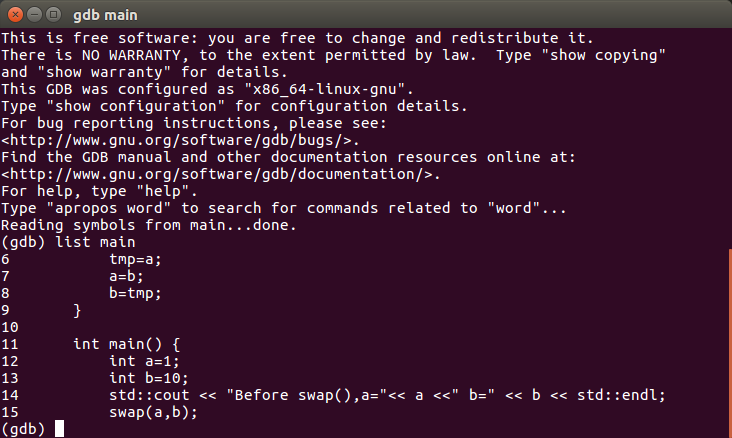 gdb main
This is free software: you are free to change and redistribute it.
There is NO WARRANTY, to the extent permitted by law.  Type "show copying"
and "show warranty" for details.
This GDB was configured as "x86_64-linux-gnu".
Type "show configuration" for configuration details.
For bug reporting instructions, please see:
<http://www.gnu.org/software/gdb/bugs/>.
Find the GDB manual and other documentation resources online at:
<http://www.gnu.org/software/gdb/documentation/>.
For help, type "help".
Type "apropos word" to search for commands related to "word"...
Reading symbols from main...done.
(gdb) list main
6           tmp=a;
7           a=b;
8           b=tmp;
9       }
10
11      int main() {
12          int a=1;
13          int b=10;
14          std::cout << "Before swap(),a="<< a <<" b=" << b << std::endl;
15          swap(a,b);
(gdb)